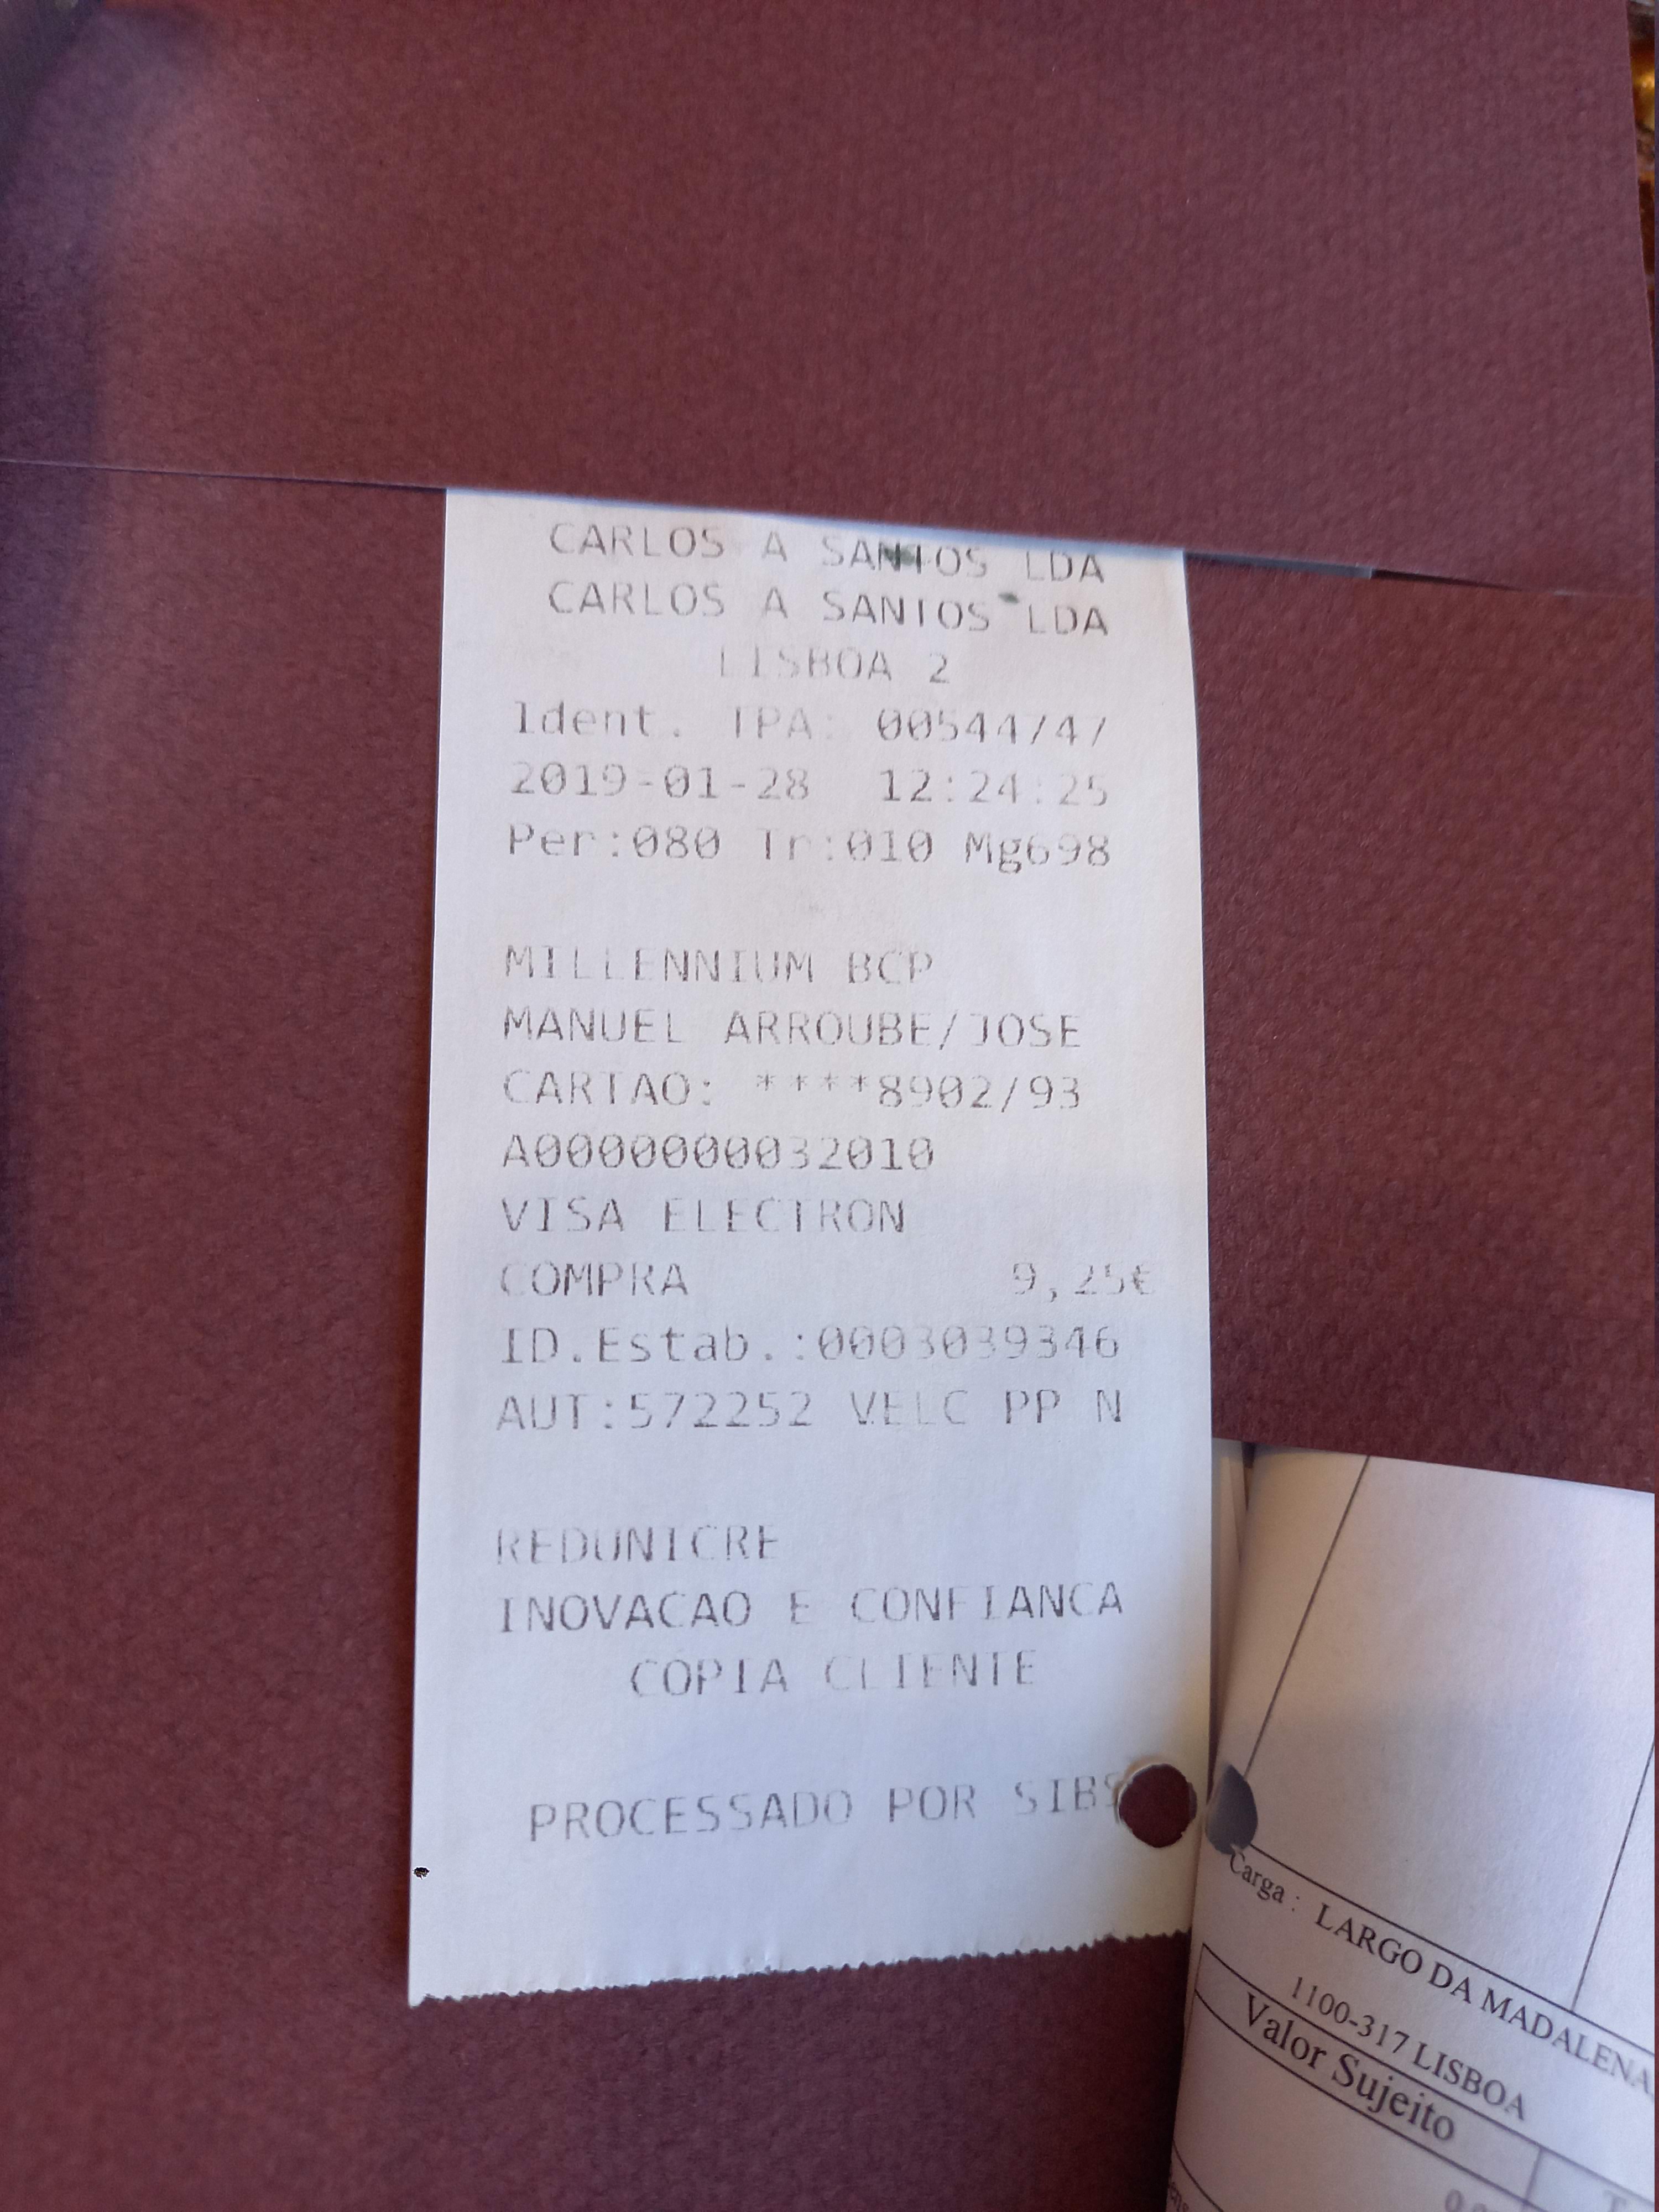 CARLOS A SANTOS LDA
CARLOS A SANTOS LDA
LISBOA 2
Ident. TPA: 00544747
2019-01-28 12:24:25
Per:080 Tr:010 Mg698
MILLENNIUM BCP
MANUEL ARROUBE/JOSE
CARTAO: ****8902/93
A0000000032010
VISA ELECTRON
COMPRA 9,25€
ID.Estab.:0003039346
AUT:572252 VELC PP N
REDUNICRE
INOVACAO E CONFIANCA
COPIA CLIENTE
PROCESSADO POR SIBS
Carga : LARGO DA MADALENA
1100-317 LISBOA
Valor Sujeito